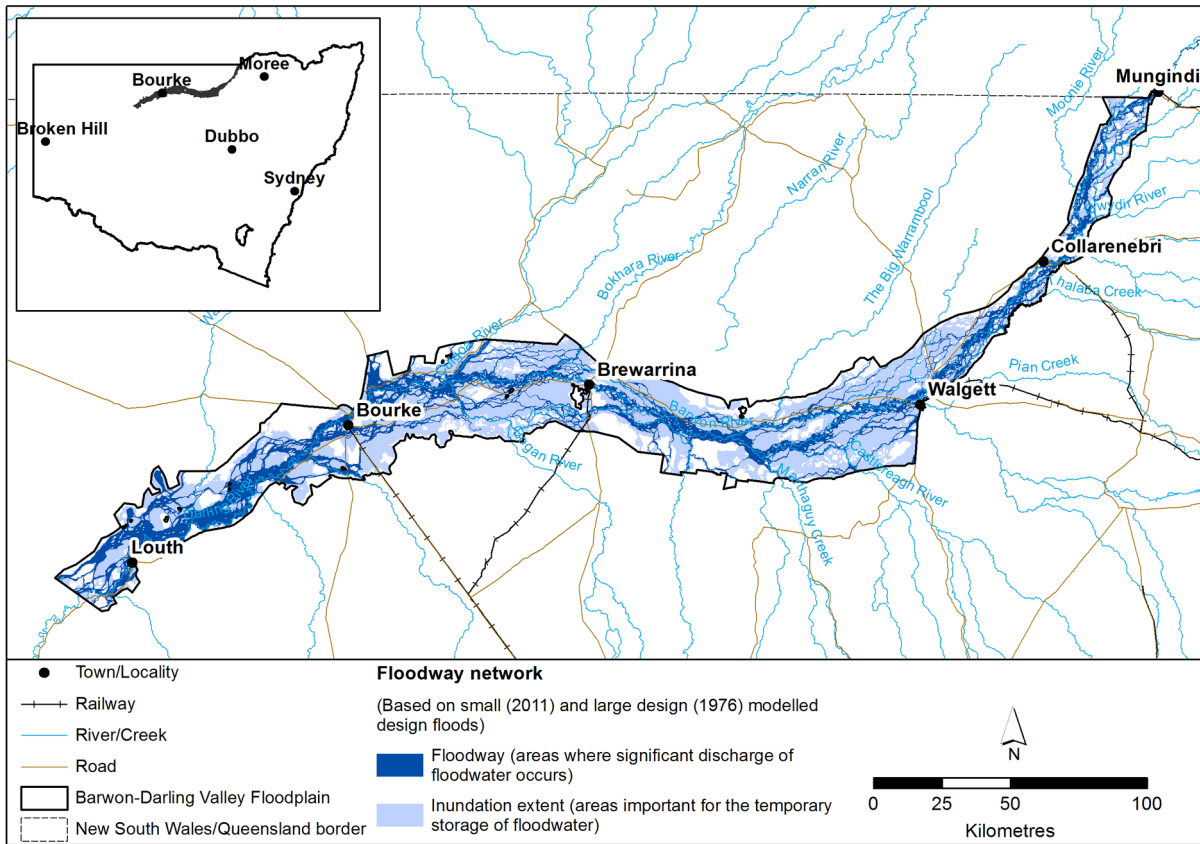 Moree
Bourke
Broken Hill
Dubbo
Sydney
Mungindi
Moonie River
Narran River
The Big Warrambool
Bokhara River
Collarenebri
Pian Creek
Brewarrina
Walgett
Bourke
Barwon River
Castlereagh River
Marthaguy Creek
Louth
Town/Locality
Railway
River/Creek
Road
Barwon-Darling Valley Floodplain
New South Wales/Queensland border
Floodway network
(Based on small (2011) and large design (1976) modelled
design floods)
Floodway (areas where significant discharge of
floodwater occurs)
Inundation extent (areas important for the temporary
storage of floodwater)
N
0 25 50 100
Kilometres